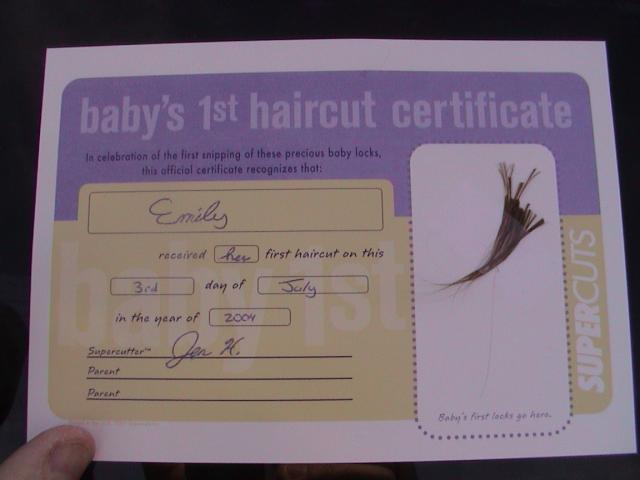 baby's 1st haircut certificate
In celebration of the first snipping of these precious baby locks,
this official certificate recognizes that:
Emily
received her first haircut on this
3rd day of July
in the year of 2004
Supercutter™ Jen H.
Parent
Parent
Baby's first locks go here.
SUPERCUTS
baby's 1st